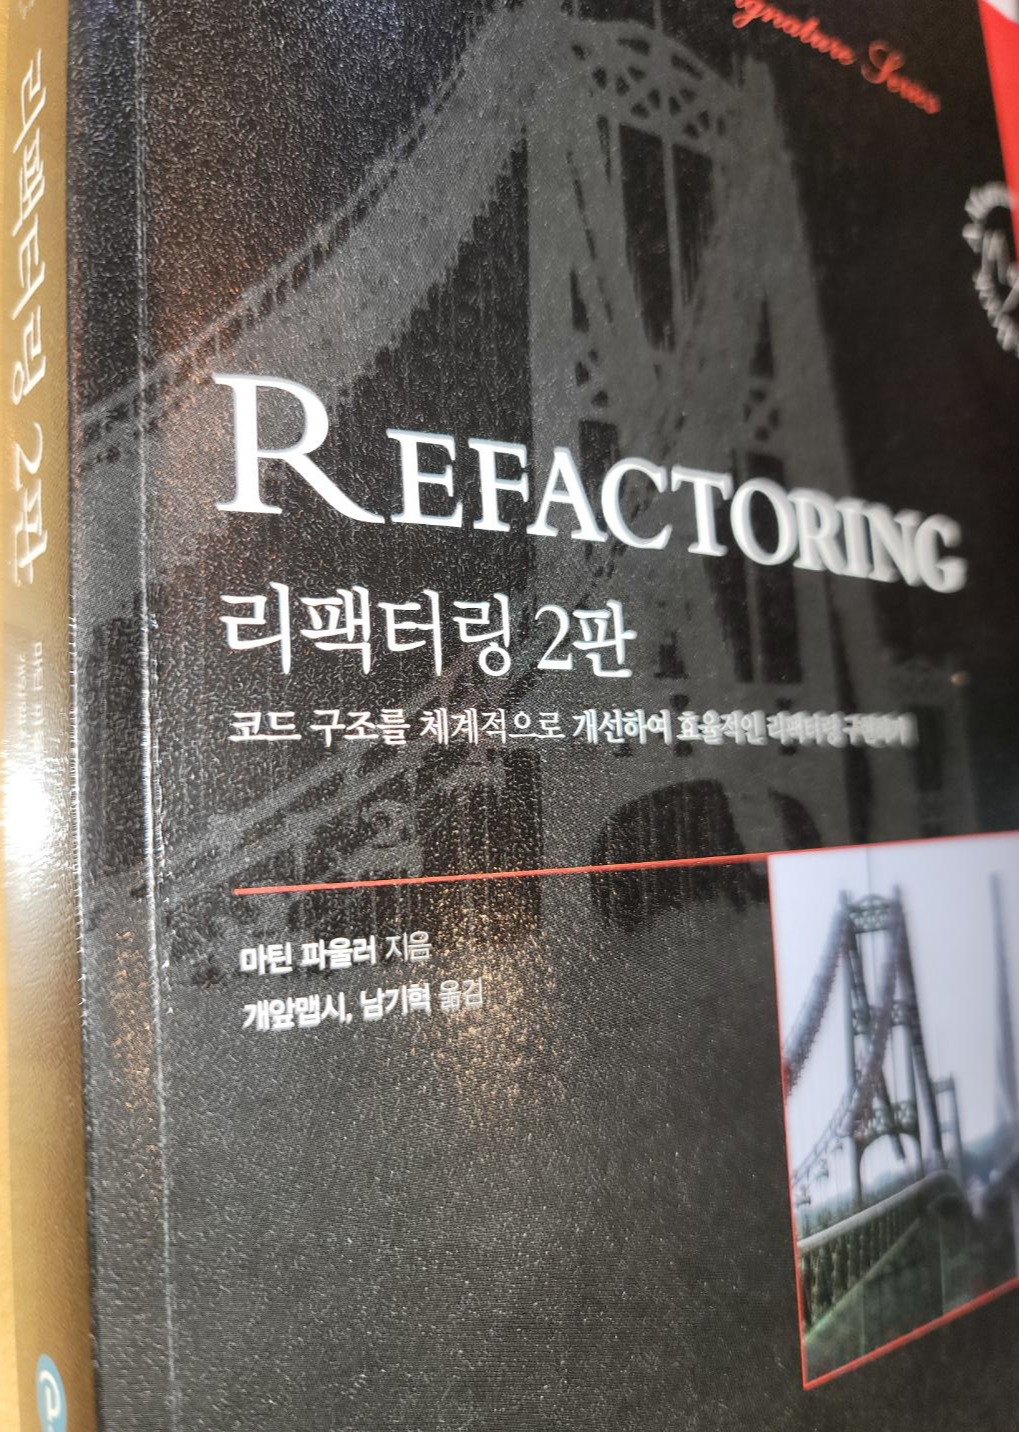 Signature Series
REFACTORING
리팩터링 2판
코드 구조를 체계적으로 개선하여 효율적인 리팩터링 구현하기
마틴 파울러 지음
개앞맵시, 남기혁 옮김
리팩터링 2판